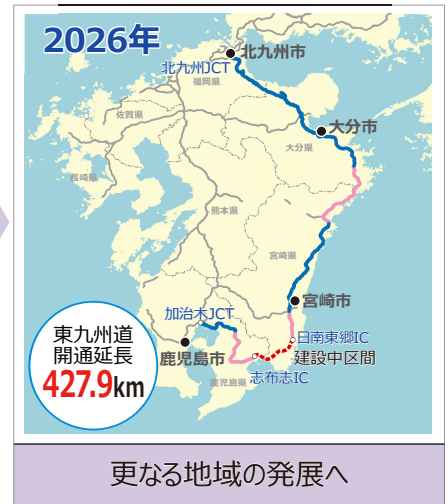 2026年
北九州市
北九州JCT
福岡県
佐賀県
大分市
大分県
長崎県
熊本県
宮崎県
宮崎市
加治木JCT
日南東郷IC
建設中区間
鹿児島市
志布志IC
鹿児島県
東九州道
開通延長
427.9km
更なる地域の発展へ